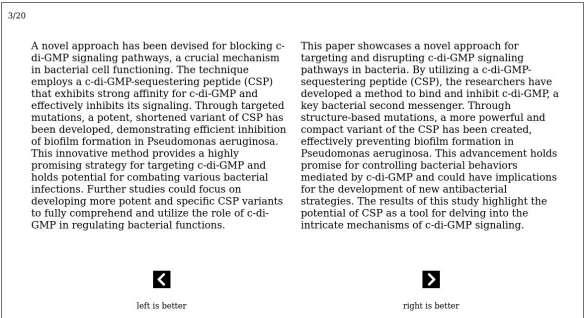 3/20
A novel approach has been devised for blocking c-
di-GMP signaling pathways, a crucial mechanism
in bacterial cell functioning. The technique
employs a c-di-GMP-sequestering peptide (CSP)
that exhibits strong affinity for c-di-GMP and
effectively inhibits its signaling. Through targeted
mutations, a potent, shortened variant of CSP has
been developed, demonstrating efficient inhibition
of biofilm formation in Pseudomonas aeruginosa.
This innovative method provides a highly
promising strategy for targeting c-di-GMP and
holds potential for combating various bacterial
infections. Further studies could focus on
developing more potent and specific CSP variants
to fully comprehend and utilize the role of c-di-
GMP in regulating bacterial functions.
This paper showcases a novel approach for
targeting and disrupting c-di-GMP signaling
pathways in bacteria. By utilizing a c-di-GMP-
sequestering peptide (CSP), the researchers have
developed a method to bind and inhibit c-di-GMP, a
key bacterial second messenger. Through
structure-based mutations, a more powerful and
compact variant of the CSP has been created,
effectively preventing biofilm formation in
Pseudomonas aeruginosa. This advancement holds
promise for controlling bacterial behaviors
mediated by c-di-GMP and could have implications
for the development of new antibacterial
strategies. The results of this study highlight the
potential of CSP as a tool for delving into the
intricate mechanisms of c-di-GMP signaling.
left is better
right is better